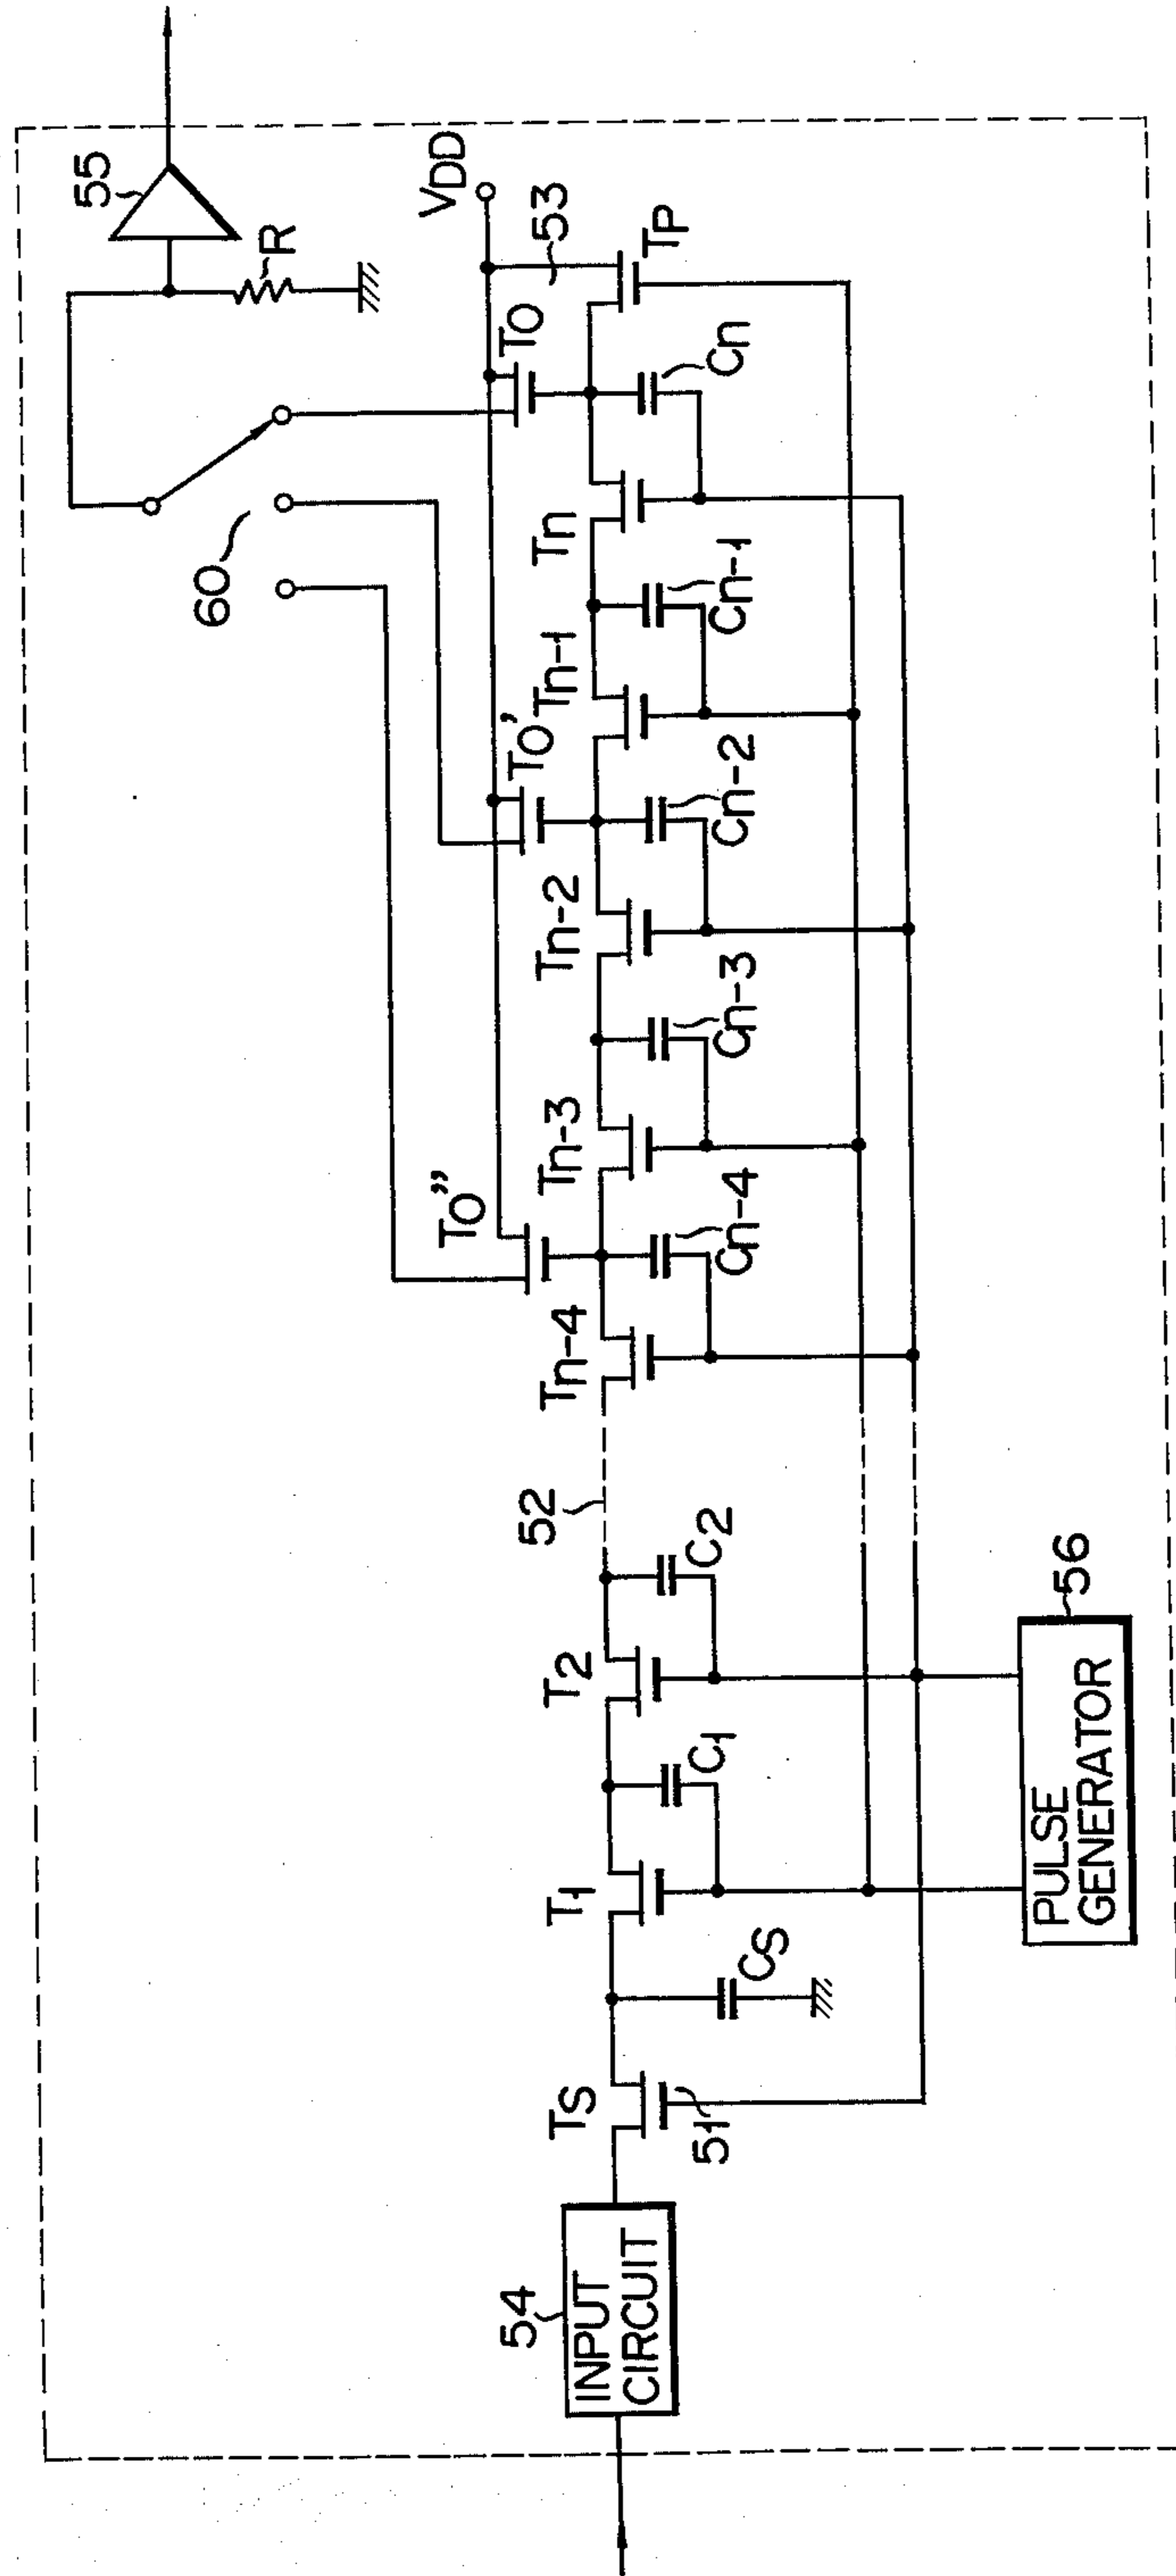 55
R
VDD
53
60
TO
TO'
TO"
TP
Tn
Tn-1
Tn-2
Tn-3
Tn-4
Cn
Cn-1
Cn-2
Cn-3
Cn-4
52
T2
C2
T1
C1
TS
CS
51
54
INPUT
CIRCUIT
PULSE
GENERATOR
56